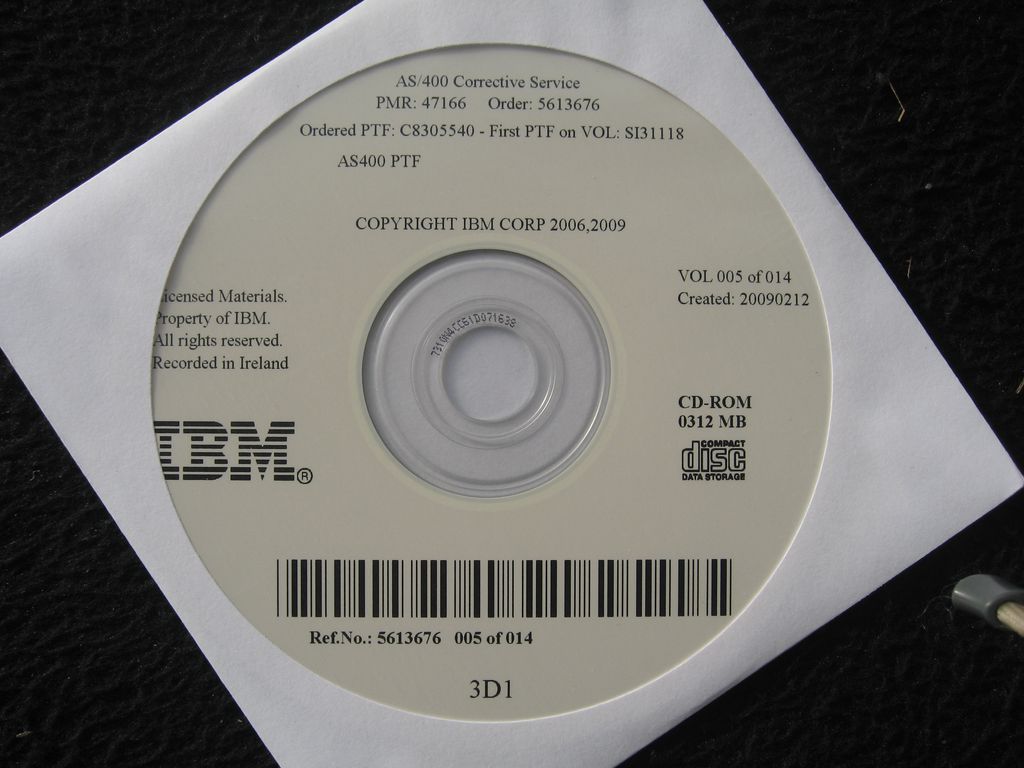 AS/400 Corrective Service
PMR: 47166 Order: 5613676
Ordered PTF: C8305540 - First PTF on VOL: SI31118
AS400 PTF
COPYRIGHT IBM CORP 2006,2009
VOL 005 of 014
Created: 20090212
icensed Materials.
Property of IBM.
All rights reserved.
Recorded in Ireland
CD-ROM
0312 MB
COMPACT
disc
DATA STORAGE
IBM®
Ref.No.: 5613676 005 of 014
3D1